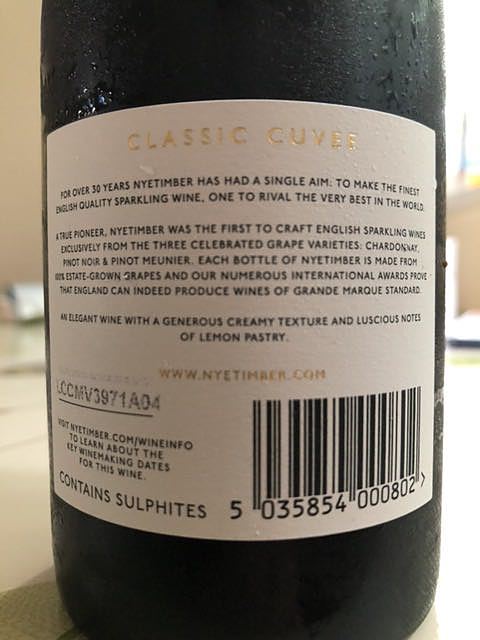 CLASSIC CUVEE
FOR OVER 30 YEARS NYETIMBER HAS HAD A SINGLE AIM: TO MAKE THE FINEST
ENGLISH QUALITY SPARKLING WINE, ONE TO RIVAL THE VERY BEST IN THE WORLD.
A TRUE PIONEER, NYETIMBER WAS THE FIRST TO CRAFT ENGLISH SPARKLING WINES
EXCLUSIVELY FROM THE THREE CELEBRATED GRAPE VARIETIES: CHARDONNAY,
PINOT NOIR & PINOT MEUNIER. EACH BOTTLE OF NYETIMBER IS MADE FROM
100% ESTATE-GROWN GRAPES AND OUR NUMEROUS INTERNATIONAL AWARDS PROVE
THAT ENGLAND CAN INDEED PRODUCE WINES OF GRANDE MARQUE STANDARD.
AN ELEGANT WINE WITH A GENEROUS CREAMY TEXTURE AND LUSCIOUS NOTES
OF LEMON PASTRY.
WWW.NYETIMBER.COM
LCCMV3971A04
VISIT NYETIMBER.COM/WINEINFO
TO LEARN ABOUT THE
KEY WINEMAKING DATES
FOR THIS WINE.
CONTAINS SULPHITES
5 035854 000802 >